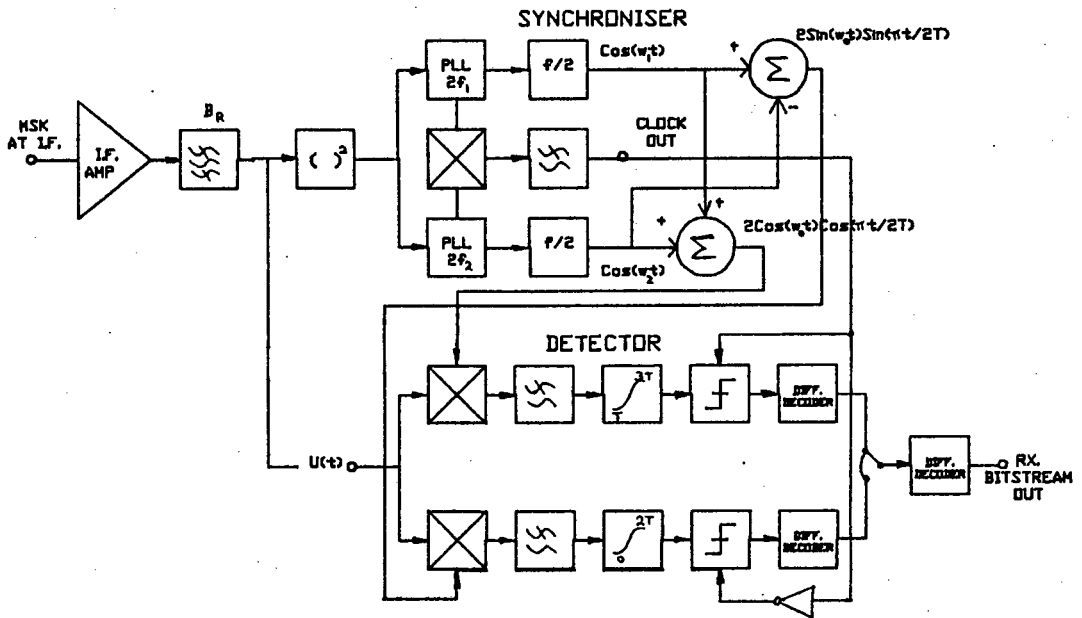 SYNCHRONISER
MSK
AT I.F.
I.F.
AMP
B_R
( )²
PLL
2f₁
f/2
Cos(w₁t)
+
-
Σ
2Sin(w₀t)Sin(πt/2T)
CLOCK
OUT
PLL
2f₂
f/2
Cos(w₂t)
+
+
Σ
2Cos(w₀t)Cos(πt/2T)
DETECTOR
U(t)
2T
T
DIFF.
DECODER
2T
0
DIFF.
DECODER
DIFF.
DECODER
RX.
BITSTREAM
OUT